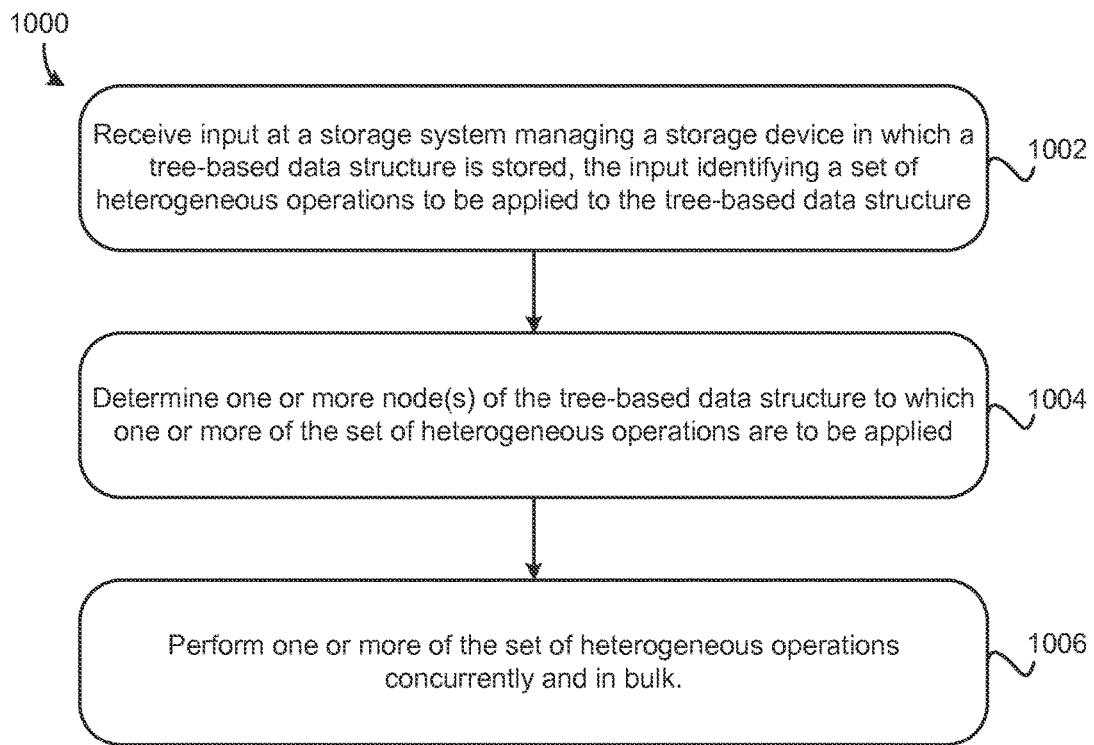 1000
Receive input at a storage system managing a storage device in which a
tree-based data structure is stored, the input identifying a set of
heterogeneous operations to be applied to the tree-based data structure
1002
Determine one or more node(s) of the tree-based data structure to which
one or more of the set of heterogeneous operations are to be applied
1004
Perform one or more of the set of heterogeneous operations
concurrently and in bulk.
1006